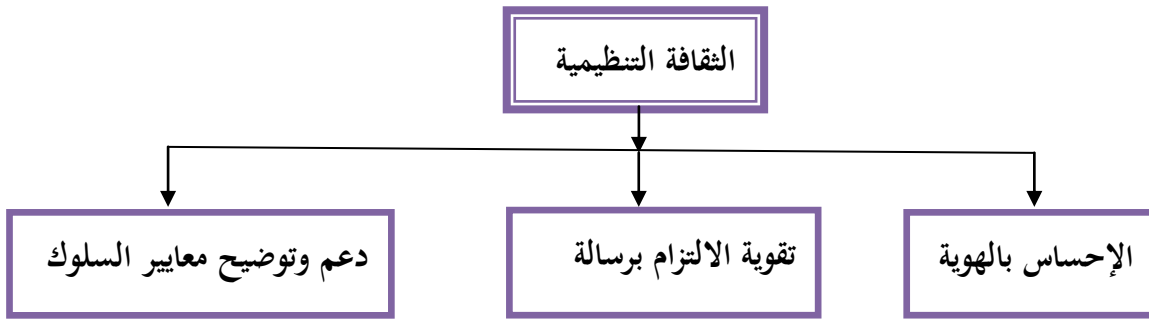 الثقافة التنظيمية
الإحساس بالهوية
تقوية الالتزام برسالة
دعم وتوضيح معايير السلوك